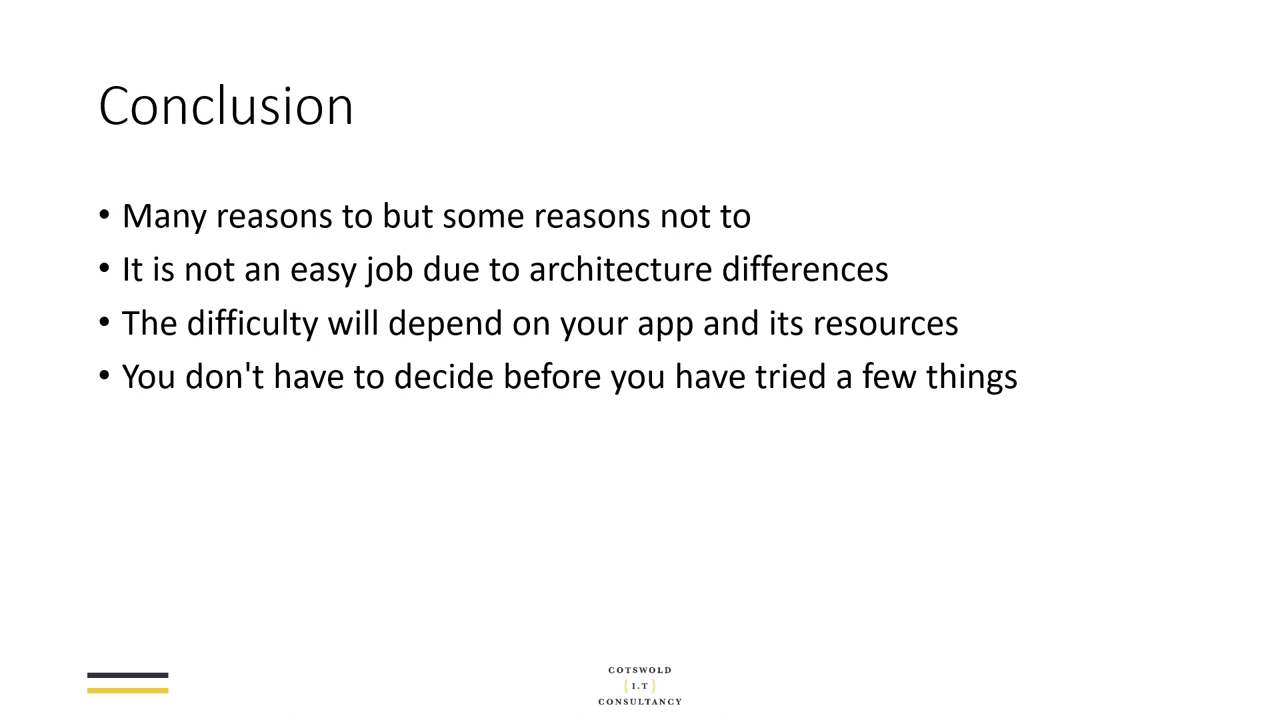 Conclusion
• Many reasons to but some reasons not to
• It is not an easy job due to architecture differences
• The difficulty will depend on your app and its resources
• You don't have to decide before you have tried a few things
COTSWOLD
{ I.T }
CONSULTANCY